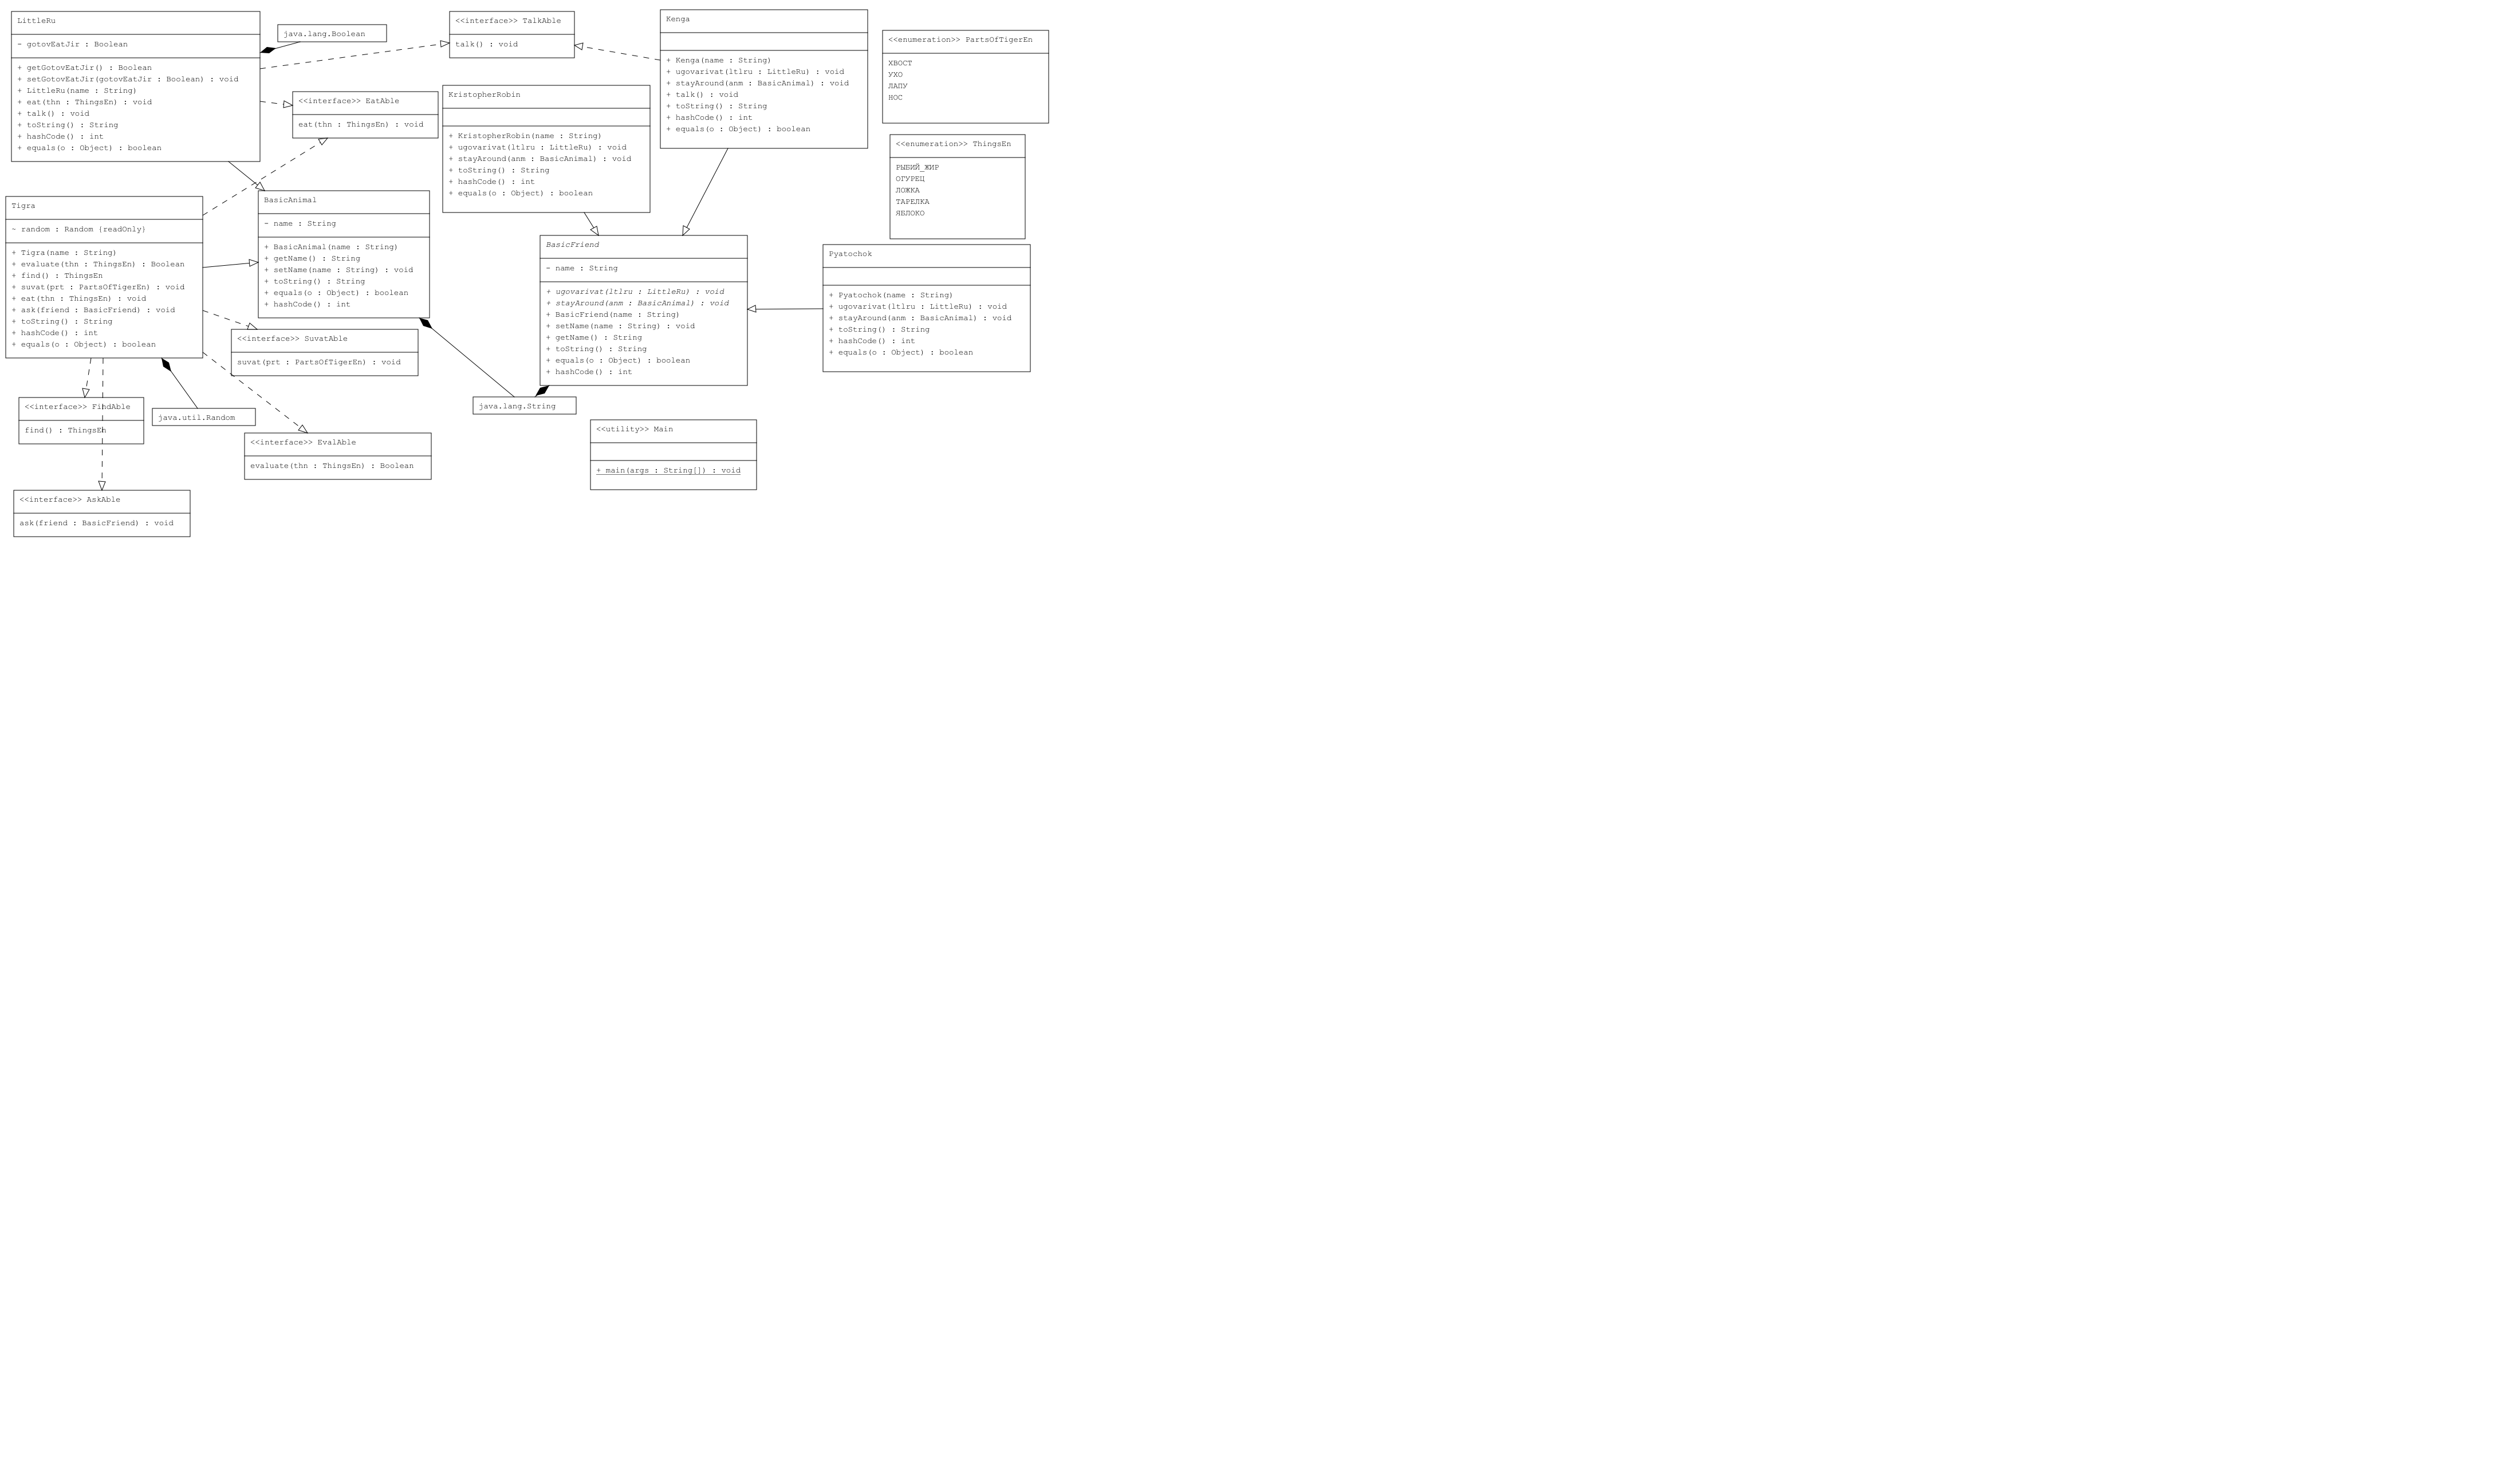 LittleRu
- gotovEatJir : Boolean
+ getGotovEatJir() : Boolean
+ setGotovEatJir(gotovEatJir : Boolean) : void
+ LittleRu(name : String)
+ eat(thn : ThingsEn) : void
+ talk() : void
+ toString() : String
+ hashCode() : int
+ equals(o : Object) : boolean
java.lang.Boolean
<<interface>> TalkAble
talk() : void
Kenga
+ Kenga(name : String)
+ ugovarivat(ltlru : LittleRu) : void
+ stayAround(anm : BasicAnimal) : void
+ talk() : void
+ toString() : String
+ hashCode() : int
+ equals(o : Object) : boolean
<<enumeration>> PartsOfTigerEn
ХВОСТ
УХО
ЛАПУ
НОС
<<interface>> EatAble
eat(thn : ThingsEn) : void
KristopherRobin
+ KristopherRobin(name : String)
+ ugovarivat(ltlru : LittleRu) : void
+ stayAround(anm : BasicAnimal) : void
+ toString() : String
+ hashCode() : int
+ equals(o : Object) : boolean
<<enumeration>> ThingsEn
РЫБИЙ_ЖИР
ОГУРЕЦ
ЛОЖКА
ТАРЕЛКА
ЯБЛОКО
Tigra
~ random : Random {readOnly}
+ Tigra(name : String)
+ evaluate(thn : ThingsEn) : Boolean
+ find() : ThingsEn
+ suvat(prt : PartsOfTigerEn) : void
+ eat(thn : ThingsEn) : void
+ ask(friend : BasicFriend) : void
+ toString() : String
+ hashCode() : int
+ equals(o : Object) : boolean
BasicAnimal
- name : String
+ BasicAnimal(name : String)
+ getName() : String
+ setName(name : String) : void
+ toString() : String
+ equals(o : Object) : boolean
+ hashCode() : int
BasicFriend
- name : String
+ ugovarivat(ltlru : LittleRu) : void
+ stayAround(anm : BasicAnimal) : void
+ BasicFriend(name : String)
+ setName(name : String) : void
+ getName() : String
+ toString() : String
+ equals(o : Object) : boolean
+ hashCode() : int
Pyatochok
+ Pyatochok(name : String)
+ ugovarivat(ltlru : LittleRu) : void
+ stayAround(anm : BasicAnimal) : void
+ toString() : String
+ hashCode() : int
+ equals(o : Object) : boolean
<<interface>> SuvatAble
suvat(prt : PartsOfTigerEn) : void
<<interface>> FindAble
find() : ThingsEn
java.util.Random
java.lang.String
<<interface>> EvalAble
evaluate(thn : ThingsEn) : Boolean
<<utility>> Main
+ main(args : String[]) : void
<<interface>> AskAble
ask(friend : BasicFriend) : void